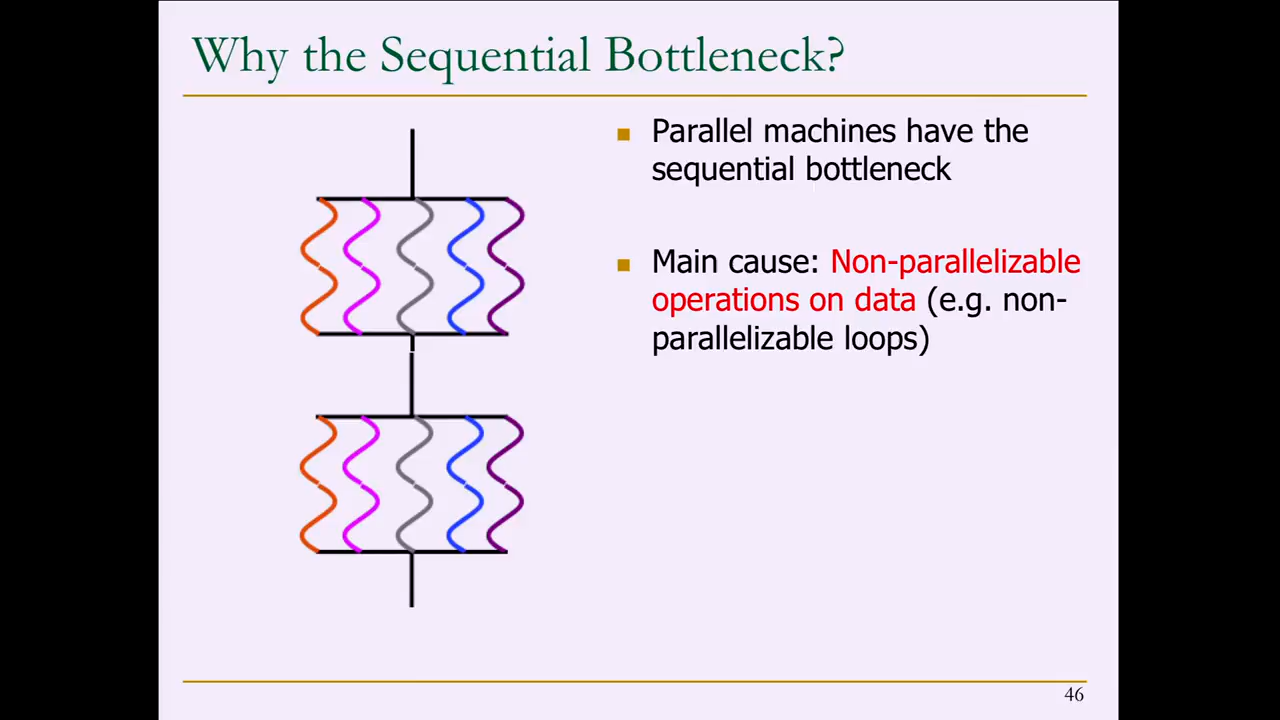 Why the Sequential Bottleneck?
Parallel machines have the
sequential bottleneck
Main cause: Non-parallelizable
operations on data (e.g. non-
parallelizable loops)
46